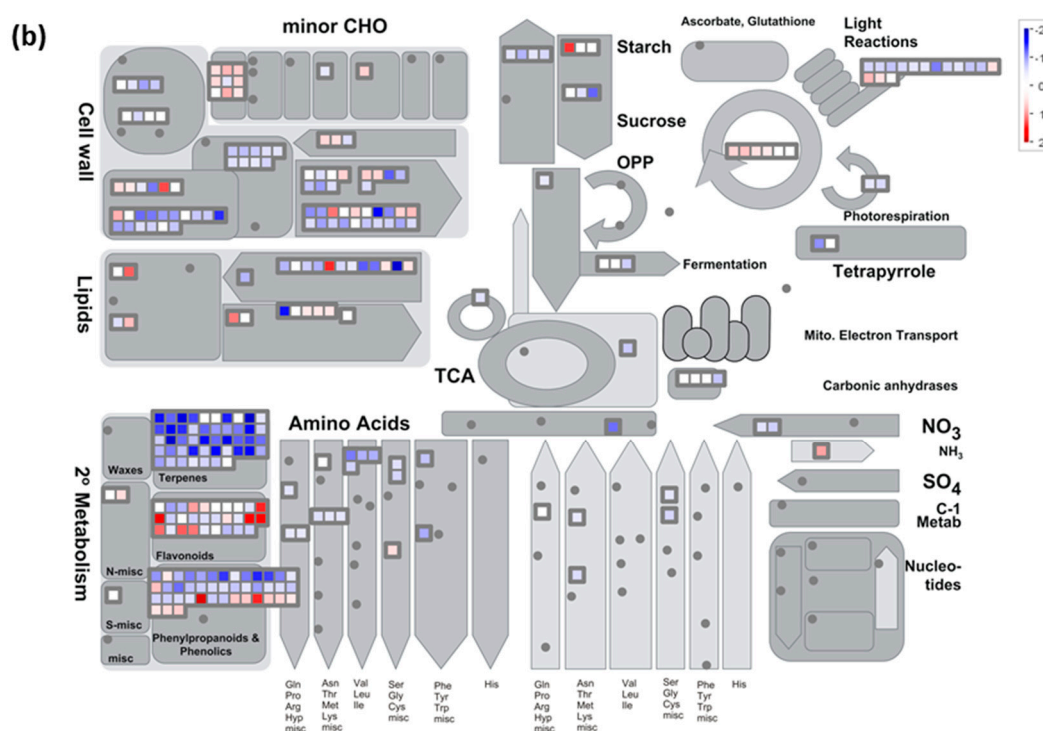 (b)
minor CHO
Ascorbate, Glutathione
Light
Reactions
-2
-1
0
1
2
Starch
Sucrose
OPP
Cell wall
Photorespiration
Tetrapyrrole
Fermentation
Lipids
Mito. Electron Transport
TCA
Carbonic anhydrases
Amino Acids
NO3
NH3
SO4
C-1
Metab
Nucleo-
tides
2º Metabolism
Waxes
Terpenes
N-misc
Flavonoids
S-misc
misc
Phenylpropanoids &
Phenolics
Gln
Pro
Arg
Hyp
misc
Asn
Thr
Met
Lys
misc
Val
Leu
Ile
Ser
Gly
Cys
misc
Phe
Tyr
Trp
misc
His
Gln
Pro
Arg
Hyp
misc
Asn
Thr
Met
Lys
misc
Val
Leu
Ile
Ser
Gly
Cys
misc
Phe
Tyr
Trp
misc
His